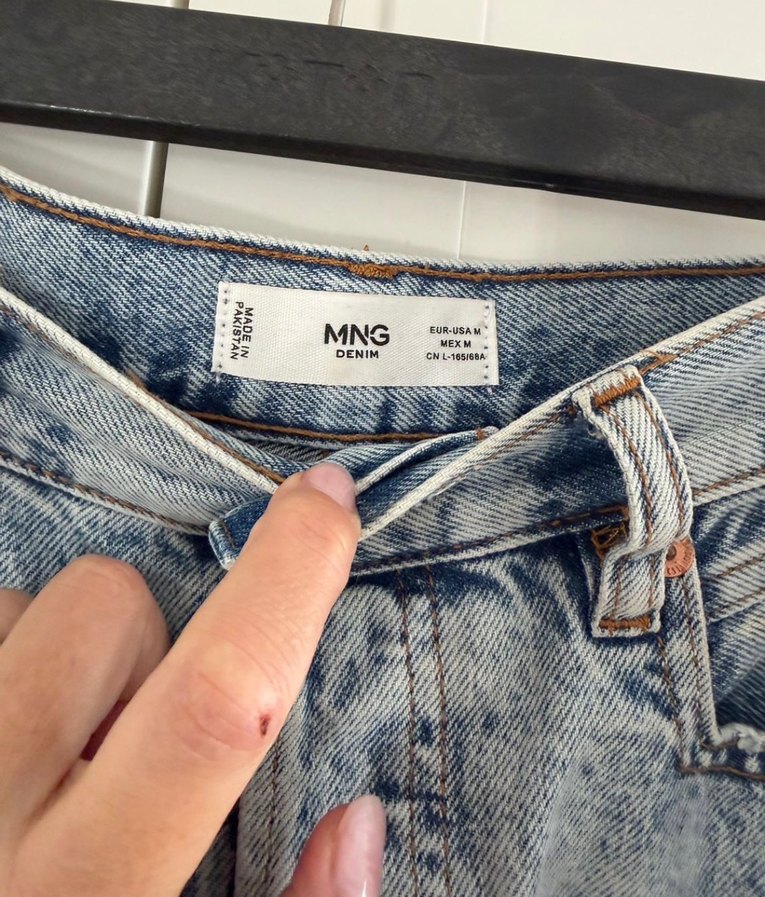 MADE IN
PAKISTAN
MNG
DENIM
EUR-USA M
MEX M
CN L-165/68A